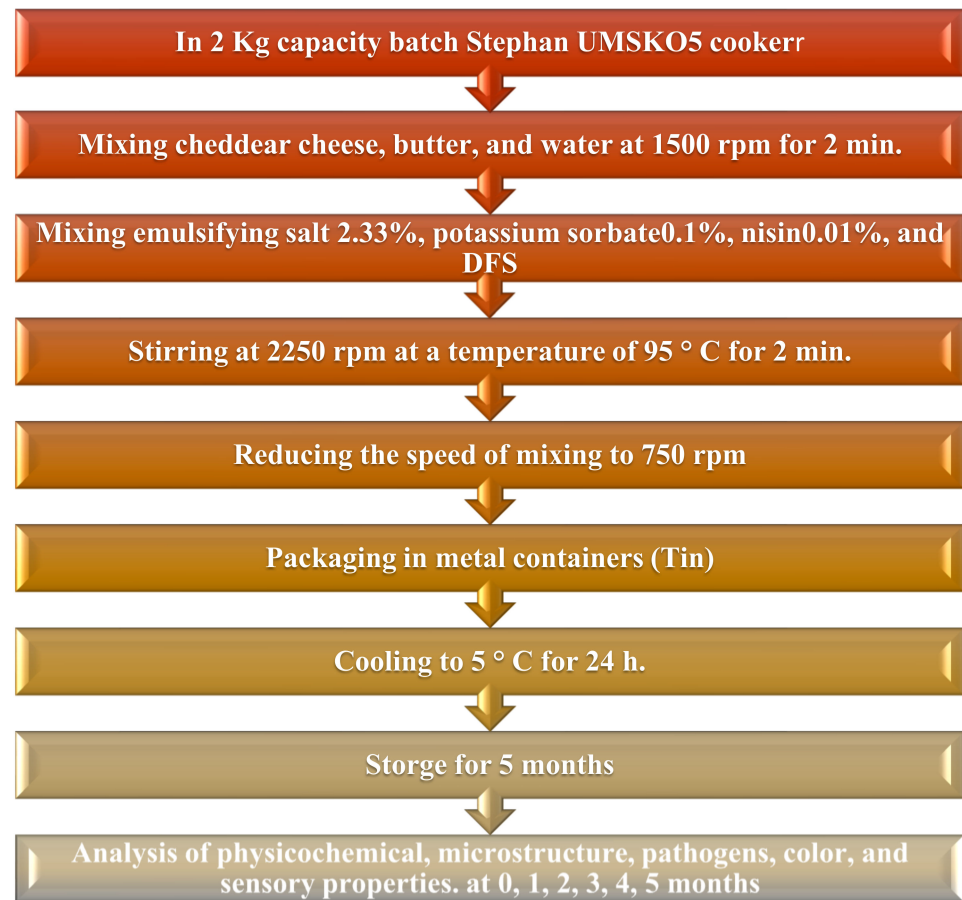 In 2 Kg capacity batch Stephan UMSKO5 cookerr
Mixing cheddear cheese, butter, and water at 1500 rpm for 2 min.
Mixing emulsifying salt 2.33%, potassium sorbate0.1%, nisin0.01%, and
DFS
Stirring at 2250 rpm at a temperature of 95 ° C for 2 min.
Reducing the speed of mixing to 750 rpm
Packaging in metal containers (Tin)
Cooling to 5 ° C for 24 h.
Storge for 5 months
Analysis of physicochemical, microstructure, pathogens, color, and
sensory properties. at 0, 1, 2, 3, 4, 5 months